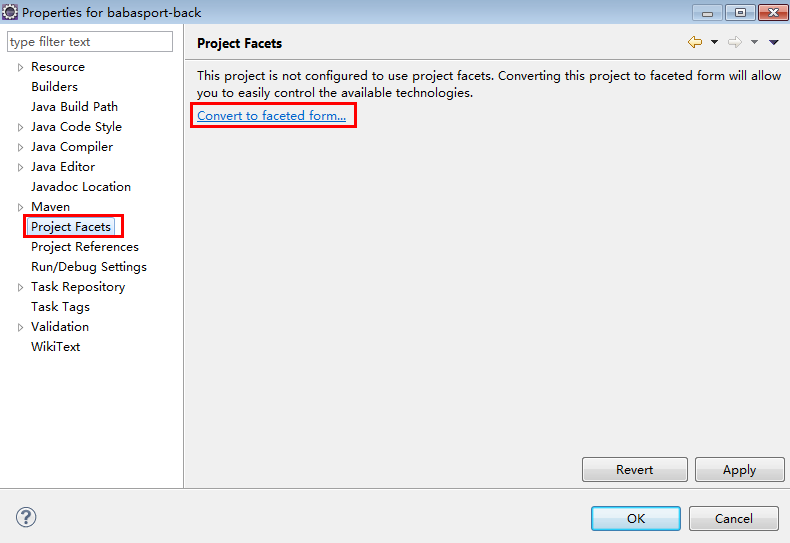 Properties for babasport-back
type filter text
Resource
Builders
Java Build Path
Java Code Style
Java Compiler
Java Editor
Javadoc Location
Maven
Project Facets
Project References
Run/Debug Settings
Task Repository
Task Tags
Validation
WikiText
Project Facets
This project is not configured to use project facets. Converting this project to faceted form will allow
you to easily control the available technologies.
Convert to faceted form...
Revert
Apply
?
OK
Cancel